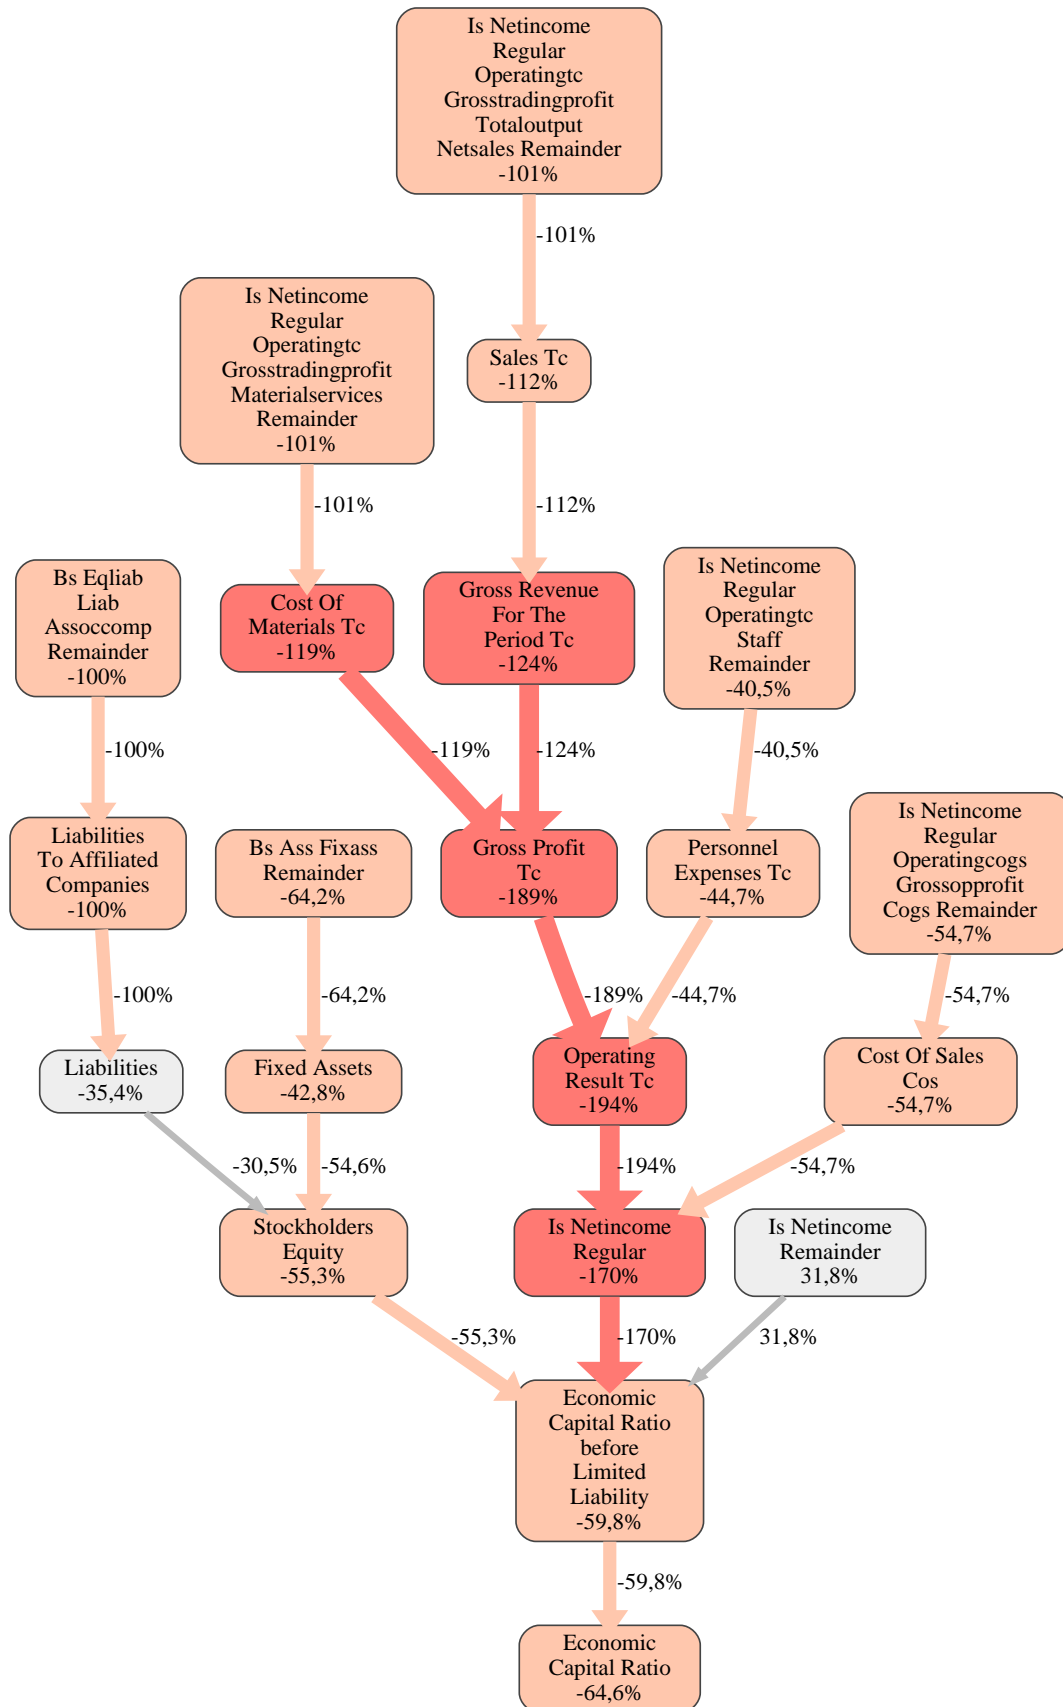 Is Netincome
Regular
Operatingtc
Grosstradingprofit
Totaloutput
Netsales Remainder
-101%
-101%
Is Netincome
Regular
Operatingtc
Grosstradingprofit
Materialservices
Remainder
-101%
Sales Tc
-112%
-101%
-112%
Bs Eqliab
Liab
Assoccomp
Remainder
-100%
Cost Of
Materials Tc
-119%
Gross Revenue
For The
Period Tc
-124%
Is Netincome
Regular
Operatingtc
Staff
Remainder
-40,5%
-100%
-119%
-124%
-40,5%
Liabilities
To Affiliated
Companies
-100%
Bs Ass Fixass
Remainder
-64,2%
Gross Profit
Tc
-189%
Personnel
Expenses Tc
-44,7%
Is Netincome
Regular
Operatingcogs
Grossopprofit
Cogs Remainder
-54,7%
-100%
-64,2%
-189%
-44,7%
-54,7%
Liabilities
-35,4%
Fixed Assets
-42,8%
Operating
Result Tc
-194%
Cost Of Sales
Cos
-54,7%
-30,5%
-54,6%
-194%
-54,7%
Stockholders
Equity
-55,3%
Is Netincome
Regular
-170%
Is Netincome
Remainder
31,8%
-55,3%
-170%
31,8%
Economic
Capital Ratio
before
Limited
Liability
-59,8%
-59,8%
Economic
Capital Ratio
-64,6%